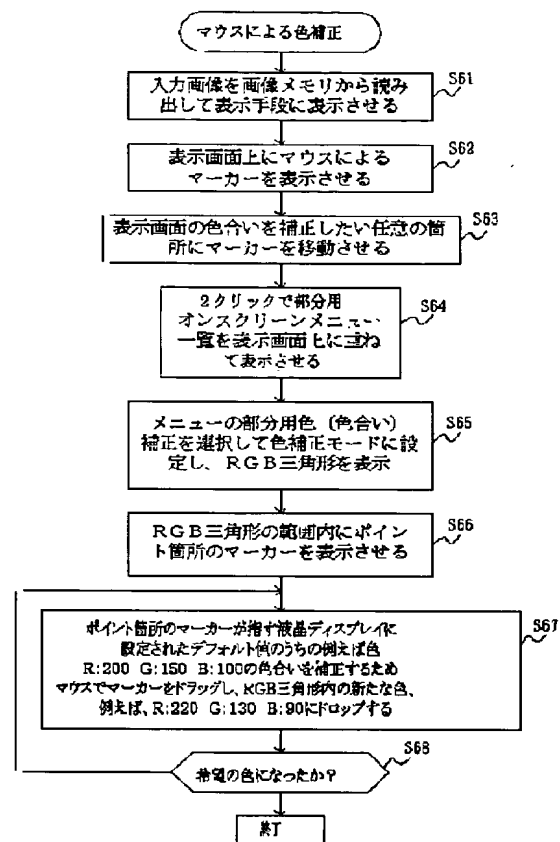 マウスによる色補正
S61
入力画像を画像メモリから読み
出して表示手段に表示させる
S62
表示画面上にマウスによる
マーカーを表示させる
S63
表示画面の色合いを補正したい任意の箇
所にマーカーを移動させる
S64
2クリックで部分用
オンスクリーンメニュー
一覧を表示画面上に重ね
て表示させる
S65
メニューの部分用色(色合い)
補正を選択して色補正モードに設
定し、RGB三角形を表示
S66
RGB三角形の範囲内にポイン
ト箇所のマーカーを表示させる
S67
ポイント箇所のマーカーが指す液晶ディスプレイに
設定されたデフォルト値のうちの例えば色
R:200 G:150 B:100の色合いを補正するため
マウスでマーカーをドラッグし、RGB三角形内の新たな色、
例えば、R:220 G:130 B:90にドロップする
S68
希望の色になったか?
終了